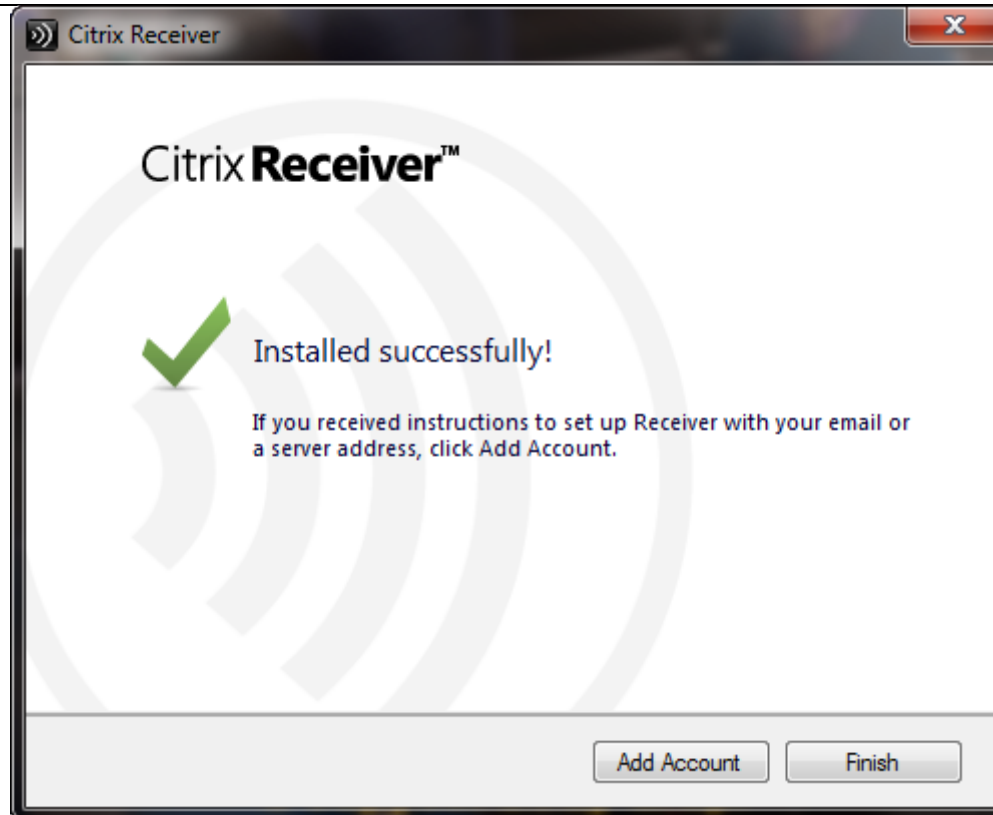 Citrix Receiver
Citrix Receiver™
Installed successfully!
If you received instructions to set up Receiver with your email or
a server address, click Add Account.
Add Account Finish